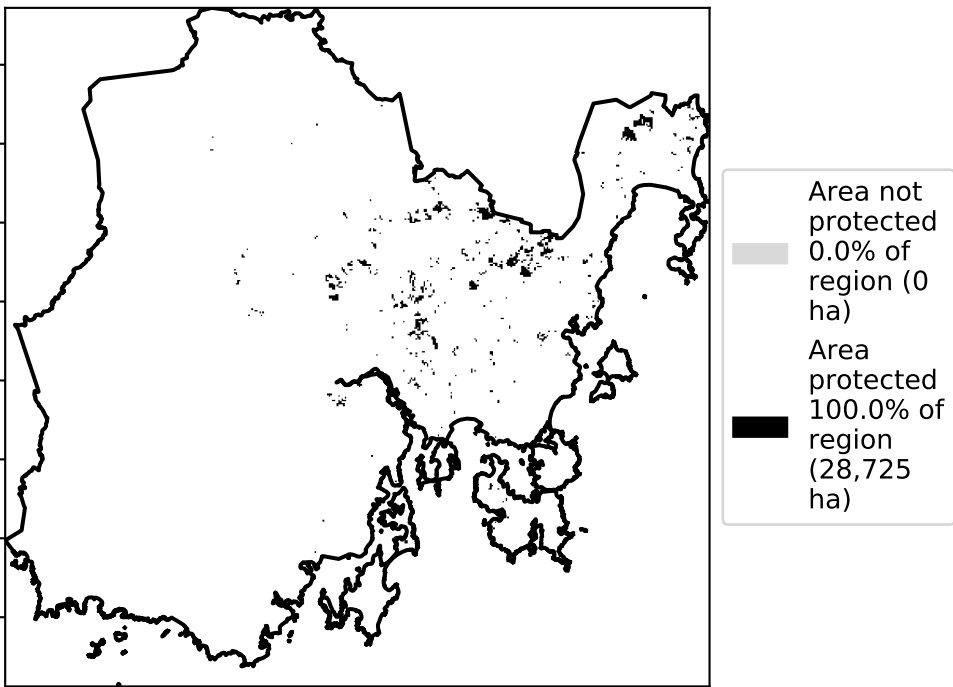 Area not
protected
0.0% of
region (0
ha)
Area
protected
100.0% of
region
(28,725
ha)